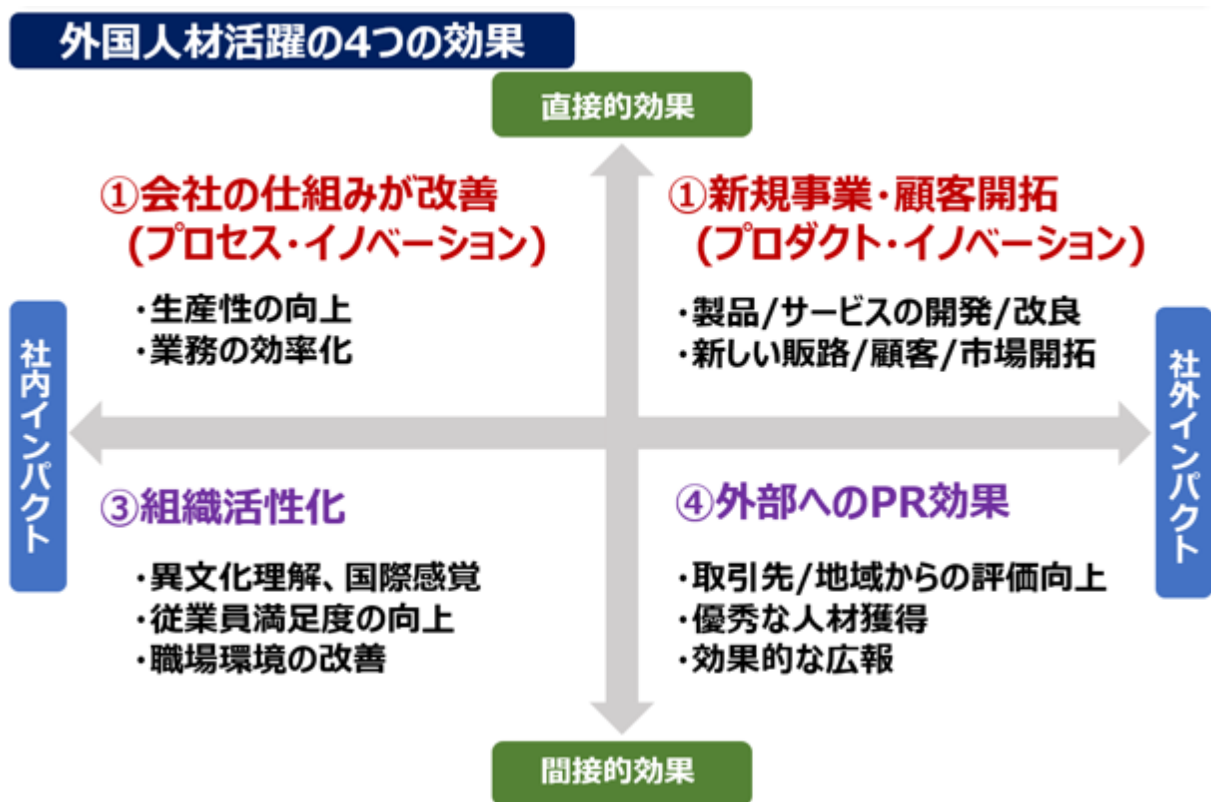 外国人材活躍の4つの効果
直接的効果
①会社の仕組みが改善
(プロセス・イノベーション)
・生産性の向上
・業務の効率化
①新規事業・顧客開拓
(プロダクト・イノベーション)
・製品/サービスの開発/改良
・新しい販路/顧客/市場開拓
社内インパクト
社外インパクト
③組織活性化
・異文化理解、国際感覚
・従業員満足度の向上
・職場環境の改善
④外部へのPR効果
・取引先/地域からの評価向上
・優秀な人材獲得
・効果的な広報
間接的効果